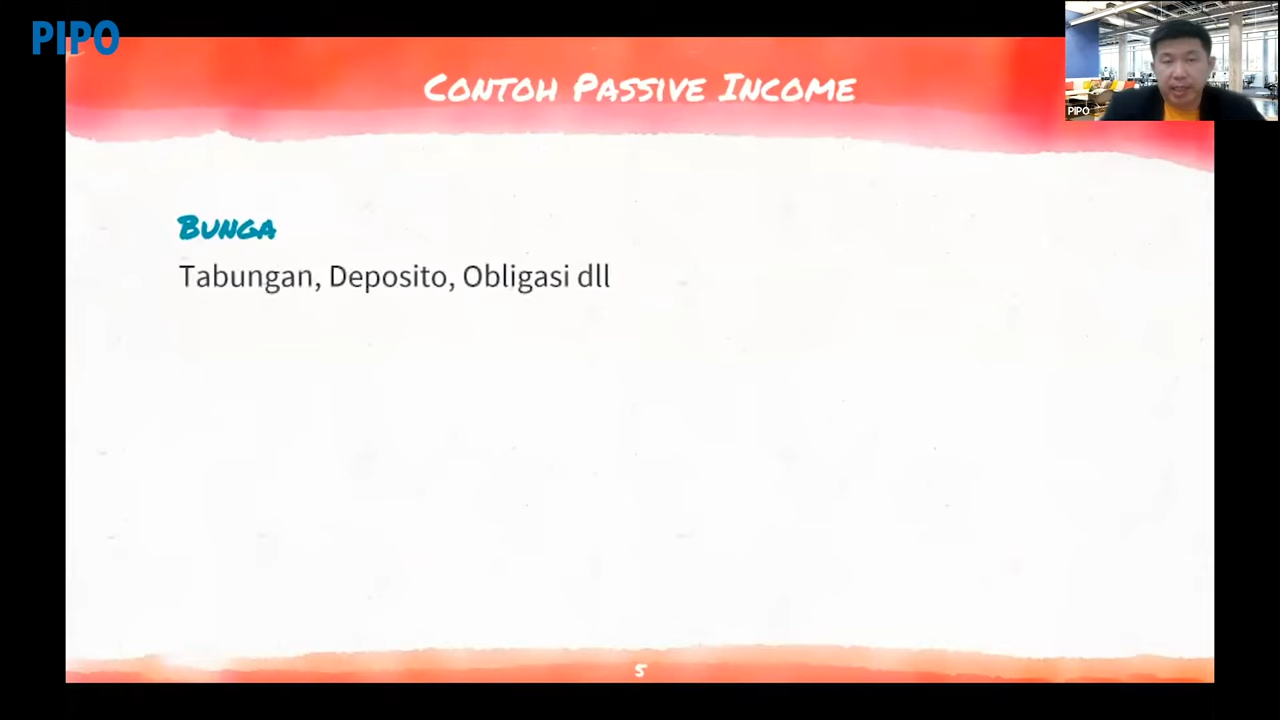 PIPO
Contoh Passive Income
PIPO
Bunga
Tabungan, Deposito, Obligasi dll
5